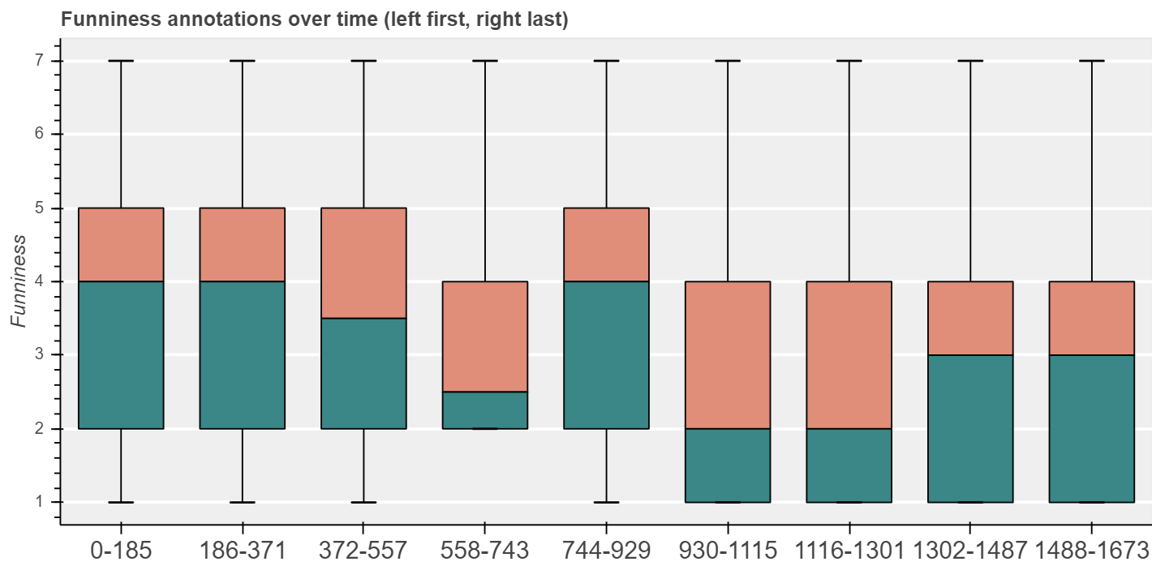 Funniness annotations over time (left first, right last)
7
6
5
4
3
2
1
Funniness
0-185 186-371 372-557 558-743 744-929 930-1115 1116-1301 1302-1487 1488-1673